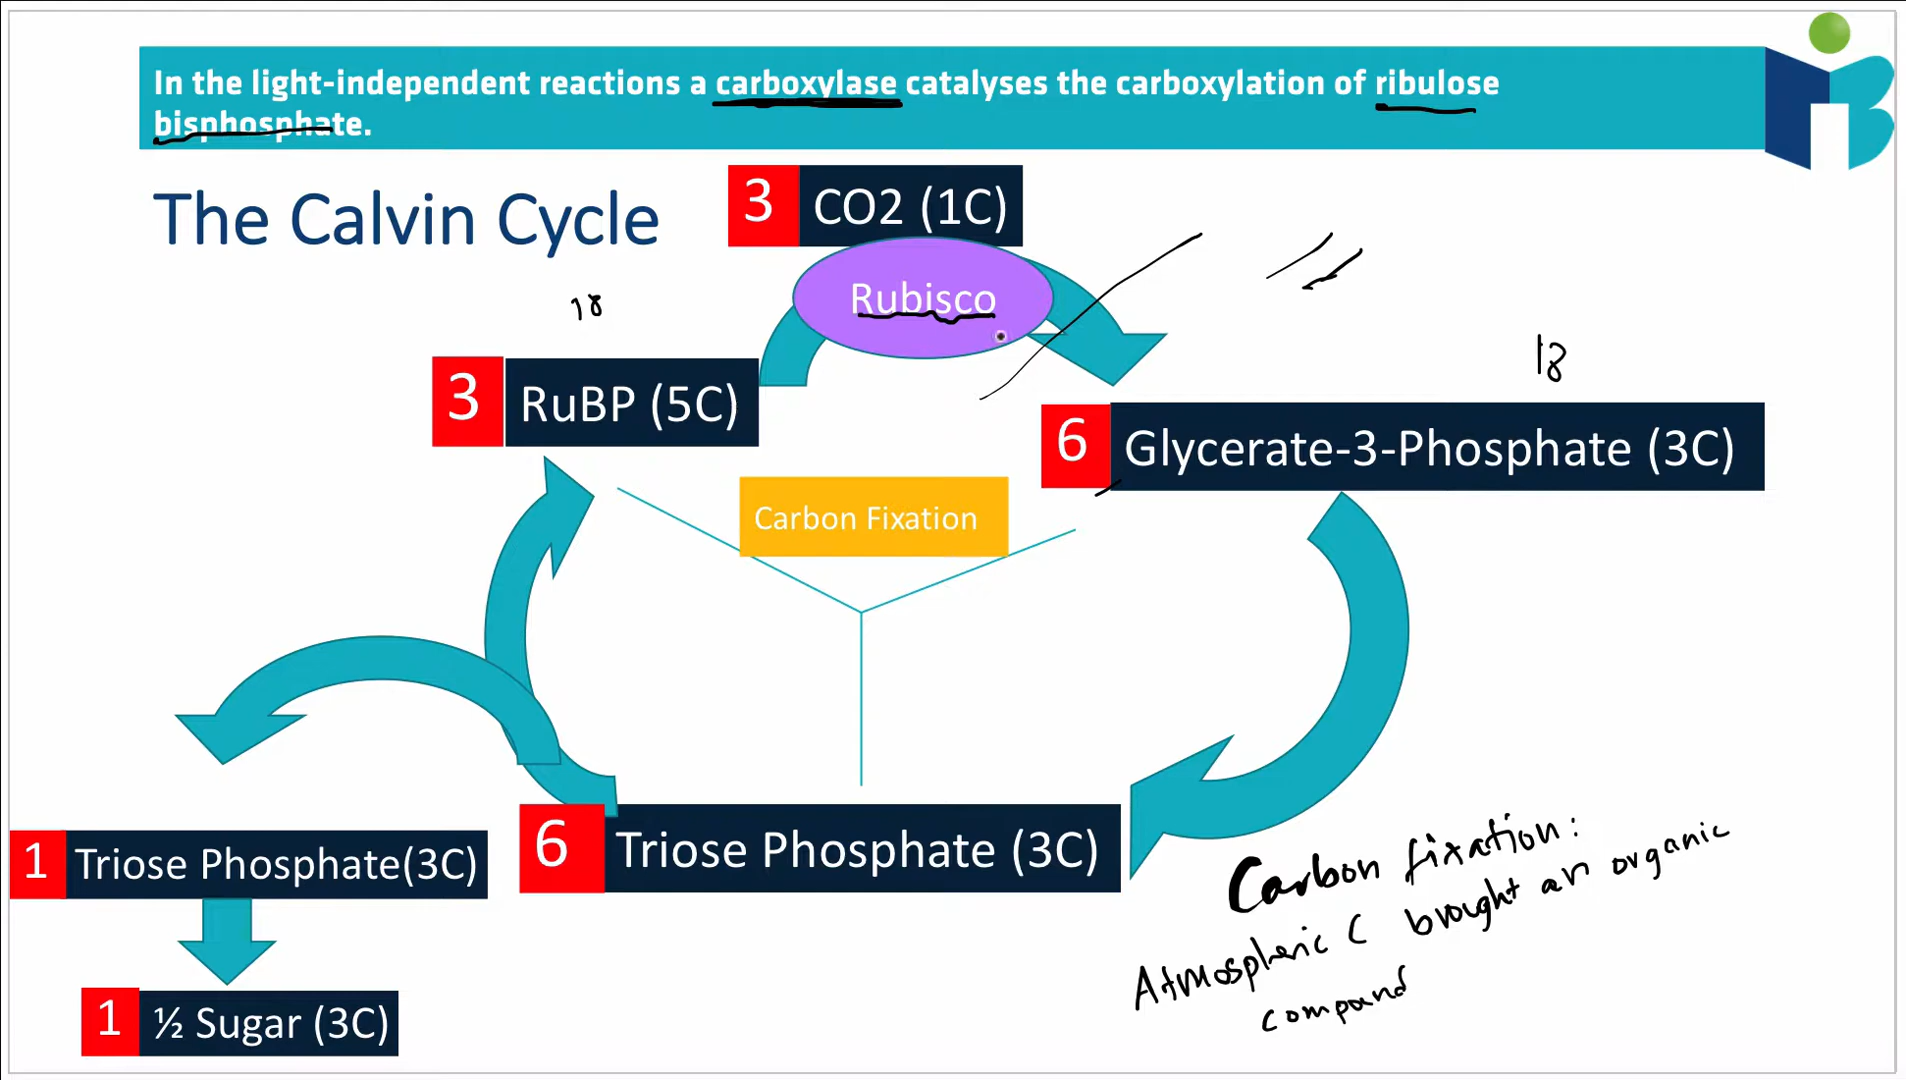 In the light-independent reactions a carboxylase catalyses the carboxylation of ribulose
bisphosphate.
The Calvin Cycle
3 CO2 (1C)
Rubisco
18
18
3 RuBP (5C)
6 Glycerate-3-Phosphate (3C)
Carbon Fixation
6 Triose Phosphate (3C)
1 Triose Phosphate(3C)
1 ½ Sugar (3C)
Carbon fixation:
Atmospheric C brought an organic
compound